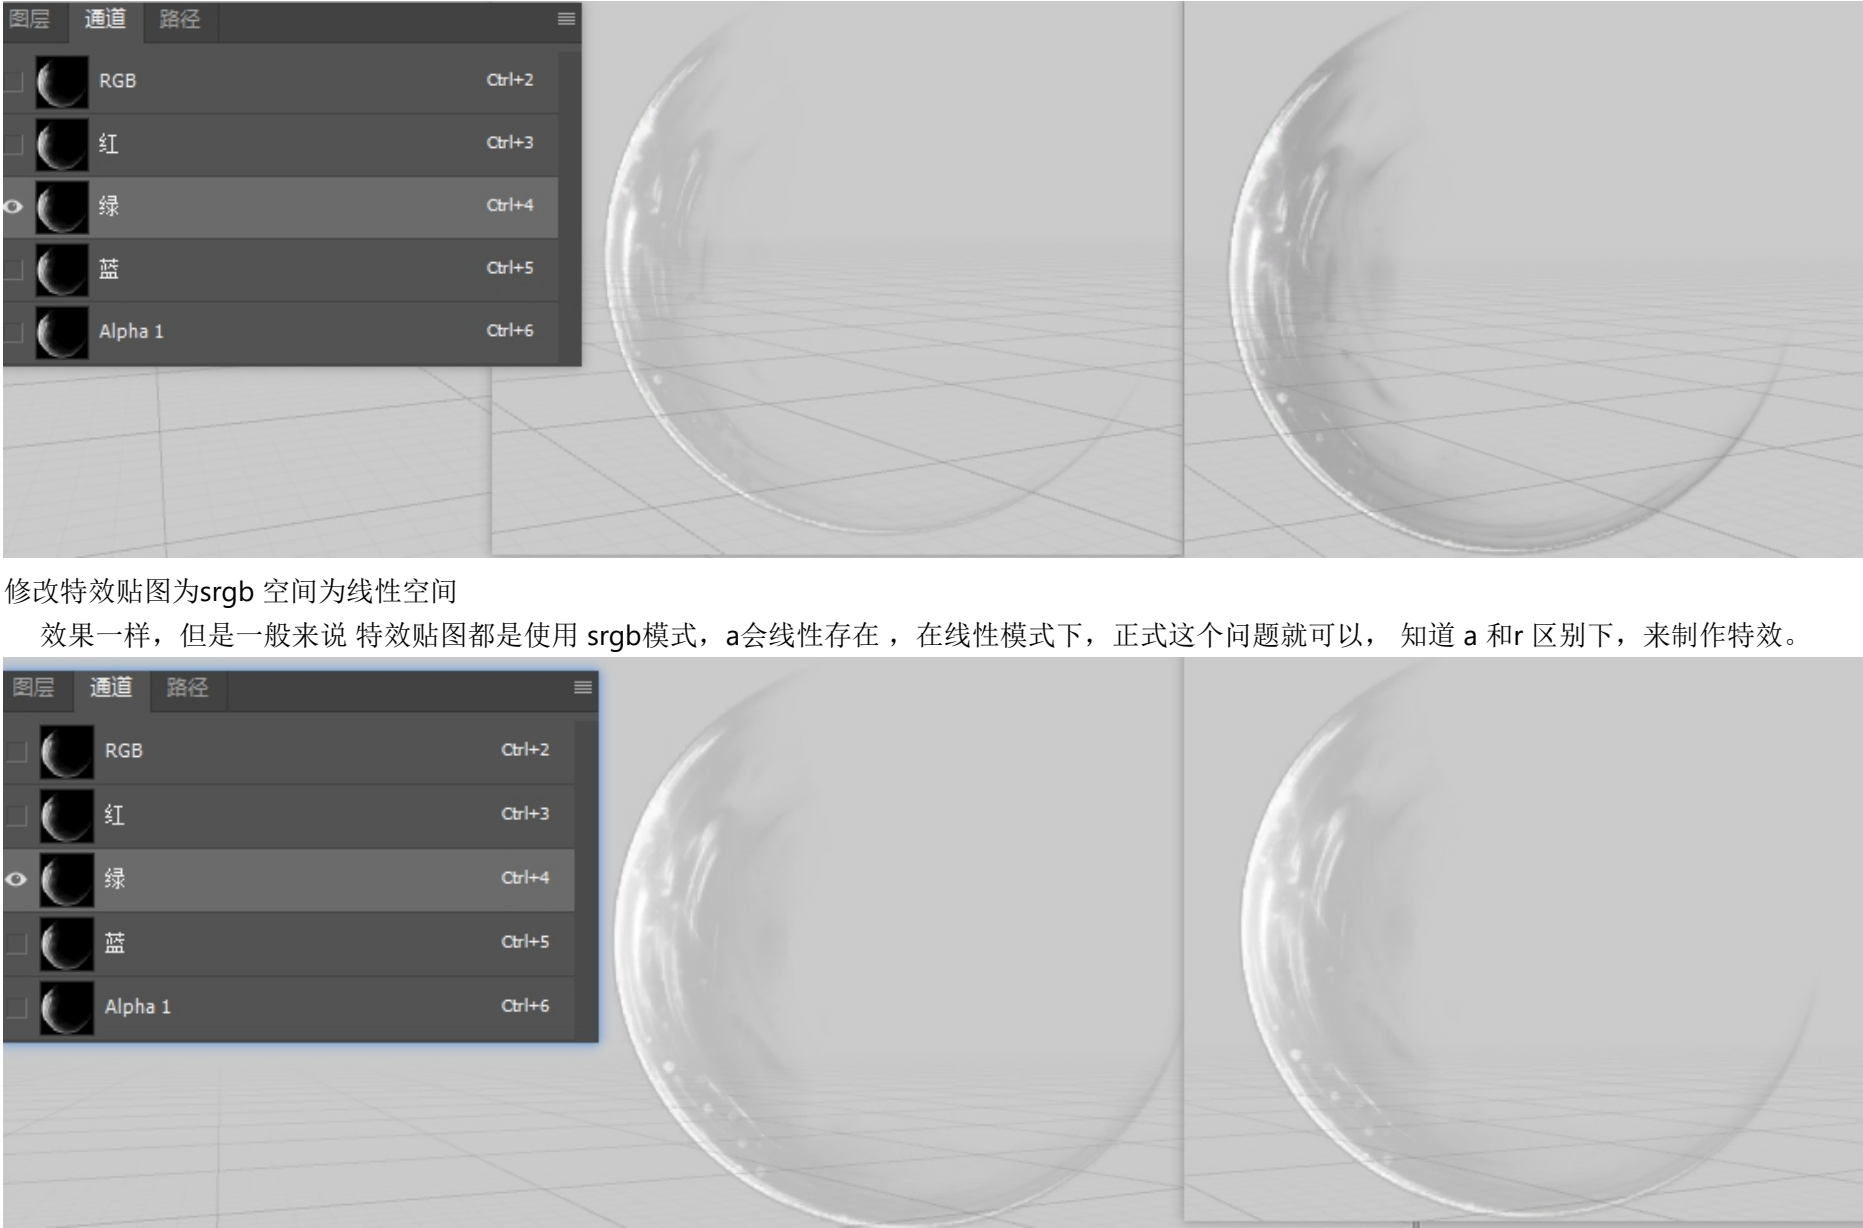 图层 通道 路径
RGB Ctrl+2
红 Ctrl+3
绿 Ctrl+4
蓝 Ctrl+5
Alpha 1 Ctrl+6
修改特效贴图为srgb 空间为线性空间
效果一样，但是一般来说 特效贴图都是使用 srgb模式，a会线性存在 ，在线性模式下，正式这个问题就可以， 知道 a 和r 区别下，来制作特效。
图层 通道 路径
RGB Ctrl+2
红 Ctrl+3
绿 Ctrl+4
蓝 Ctrl+5
Alpha 1 Ctrl+6